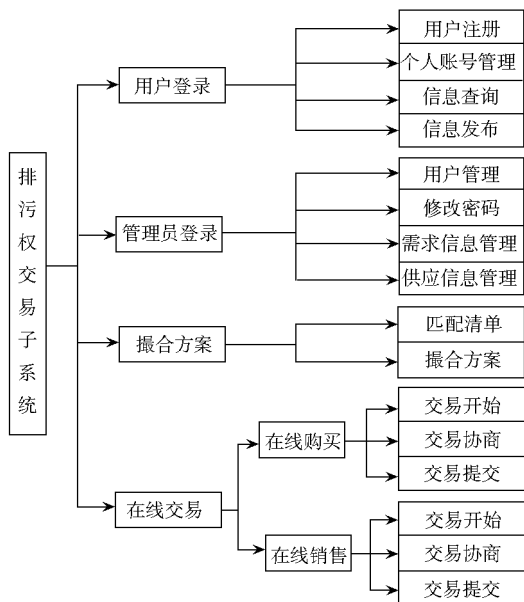 排污权交易子系统
用户登录
用户注册
个人账号管理
信息查询
信息发布
管理员登录
用户管理
修改密码
需求信息管理
供应信息管理
撮合方案
匹配清单
撮合方案
在线交易
在线购买
交易开始
交易协商
交易提交
在线销售
交易开始
交易协商
交易提交